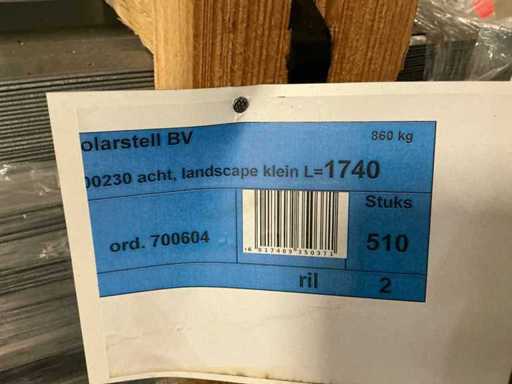 olarstell BV 860 kg
00230 acht, landscape klein L=1740
Stuks
ord. 700604 510
ril 2